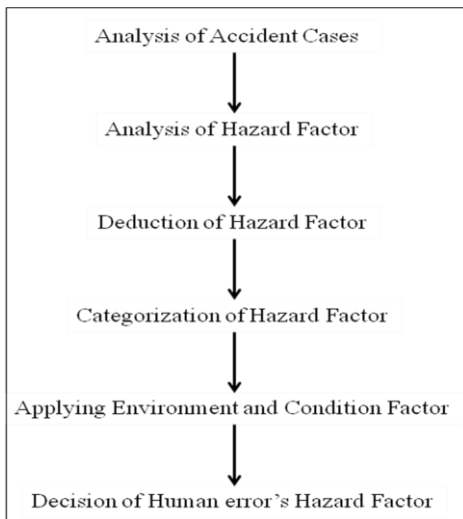 Analysis of Accident Cases
Analysis of Hazard Factor
Deduction of Hazard Factor
Categorization of Hazard Factor
Applying Environment and Condition Factor
Decision of Human error's Hazard Factor